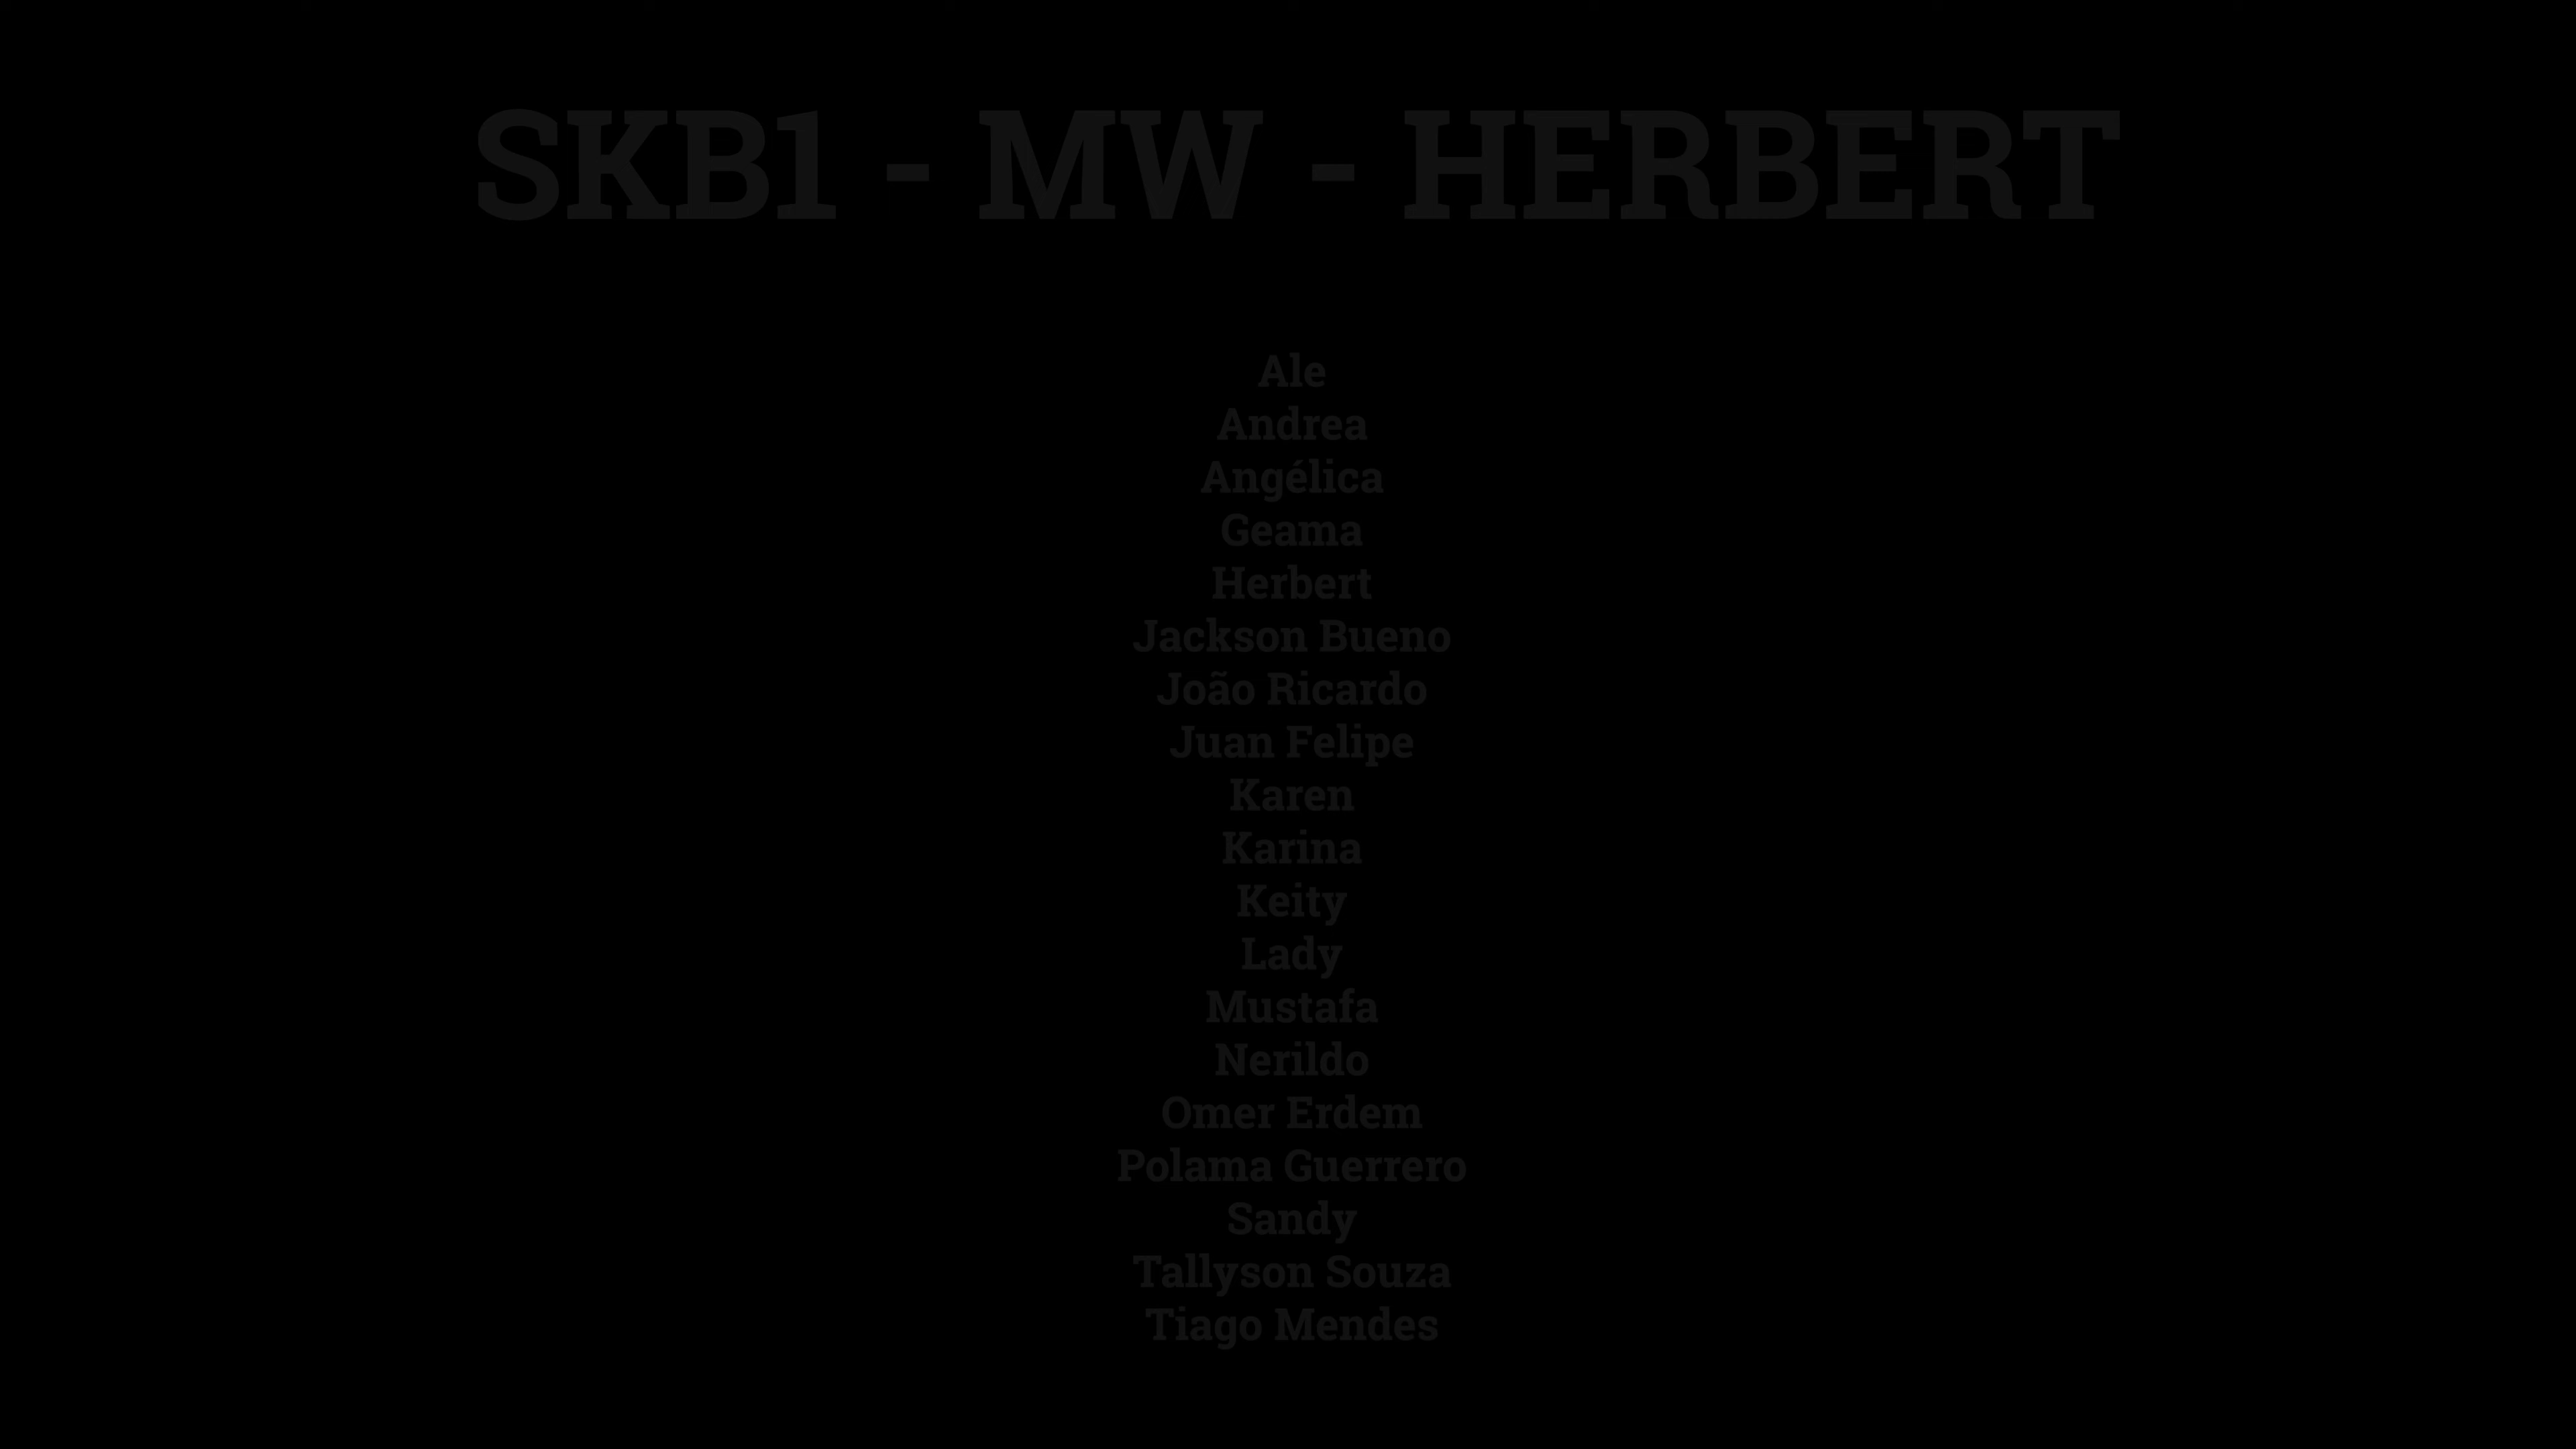 SKB1 - MW - HERBERT
Ale
Andrea
Angélica
Geama
Herbert
Jackson Bueno
João Ricardo
Juan Felipe
Karen
Karina
Keity
Lady
Mustafa
Nerildo
Omer Erdem
Polama Guerrero
Sandy
Tallyson Souza
Tiago Mendes